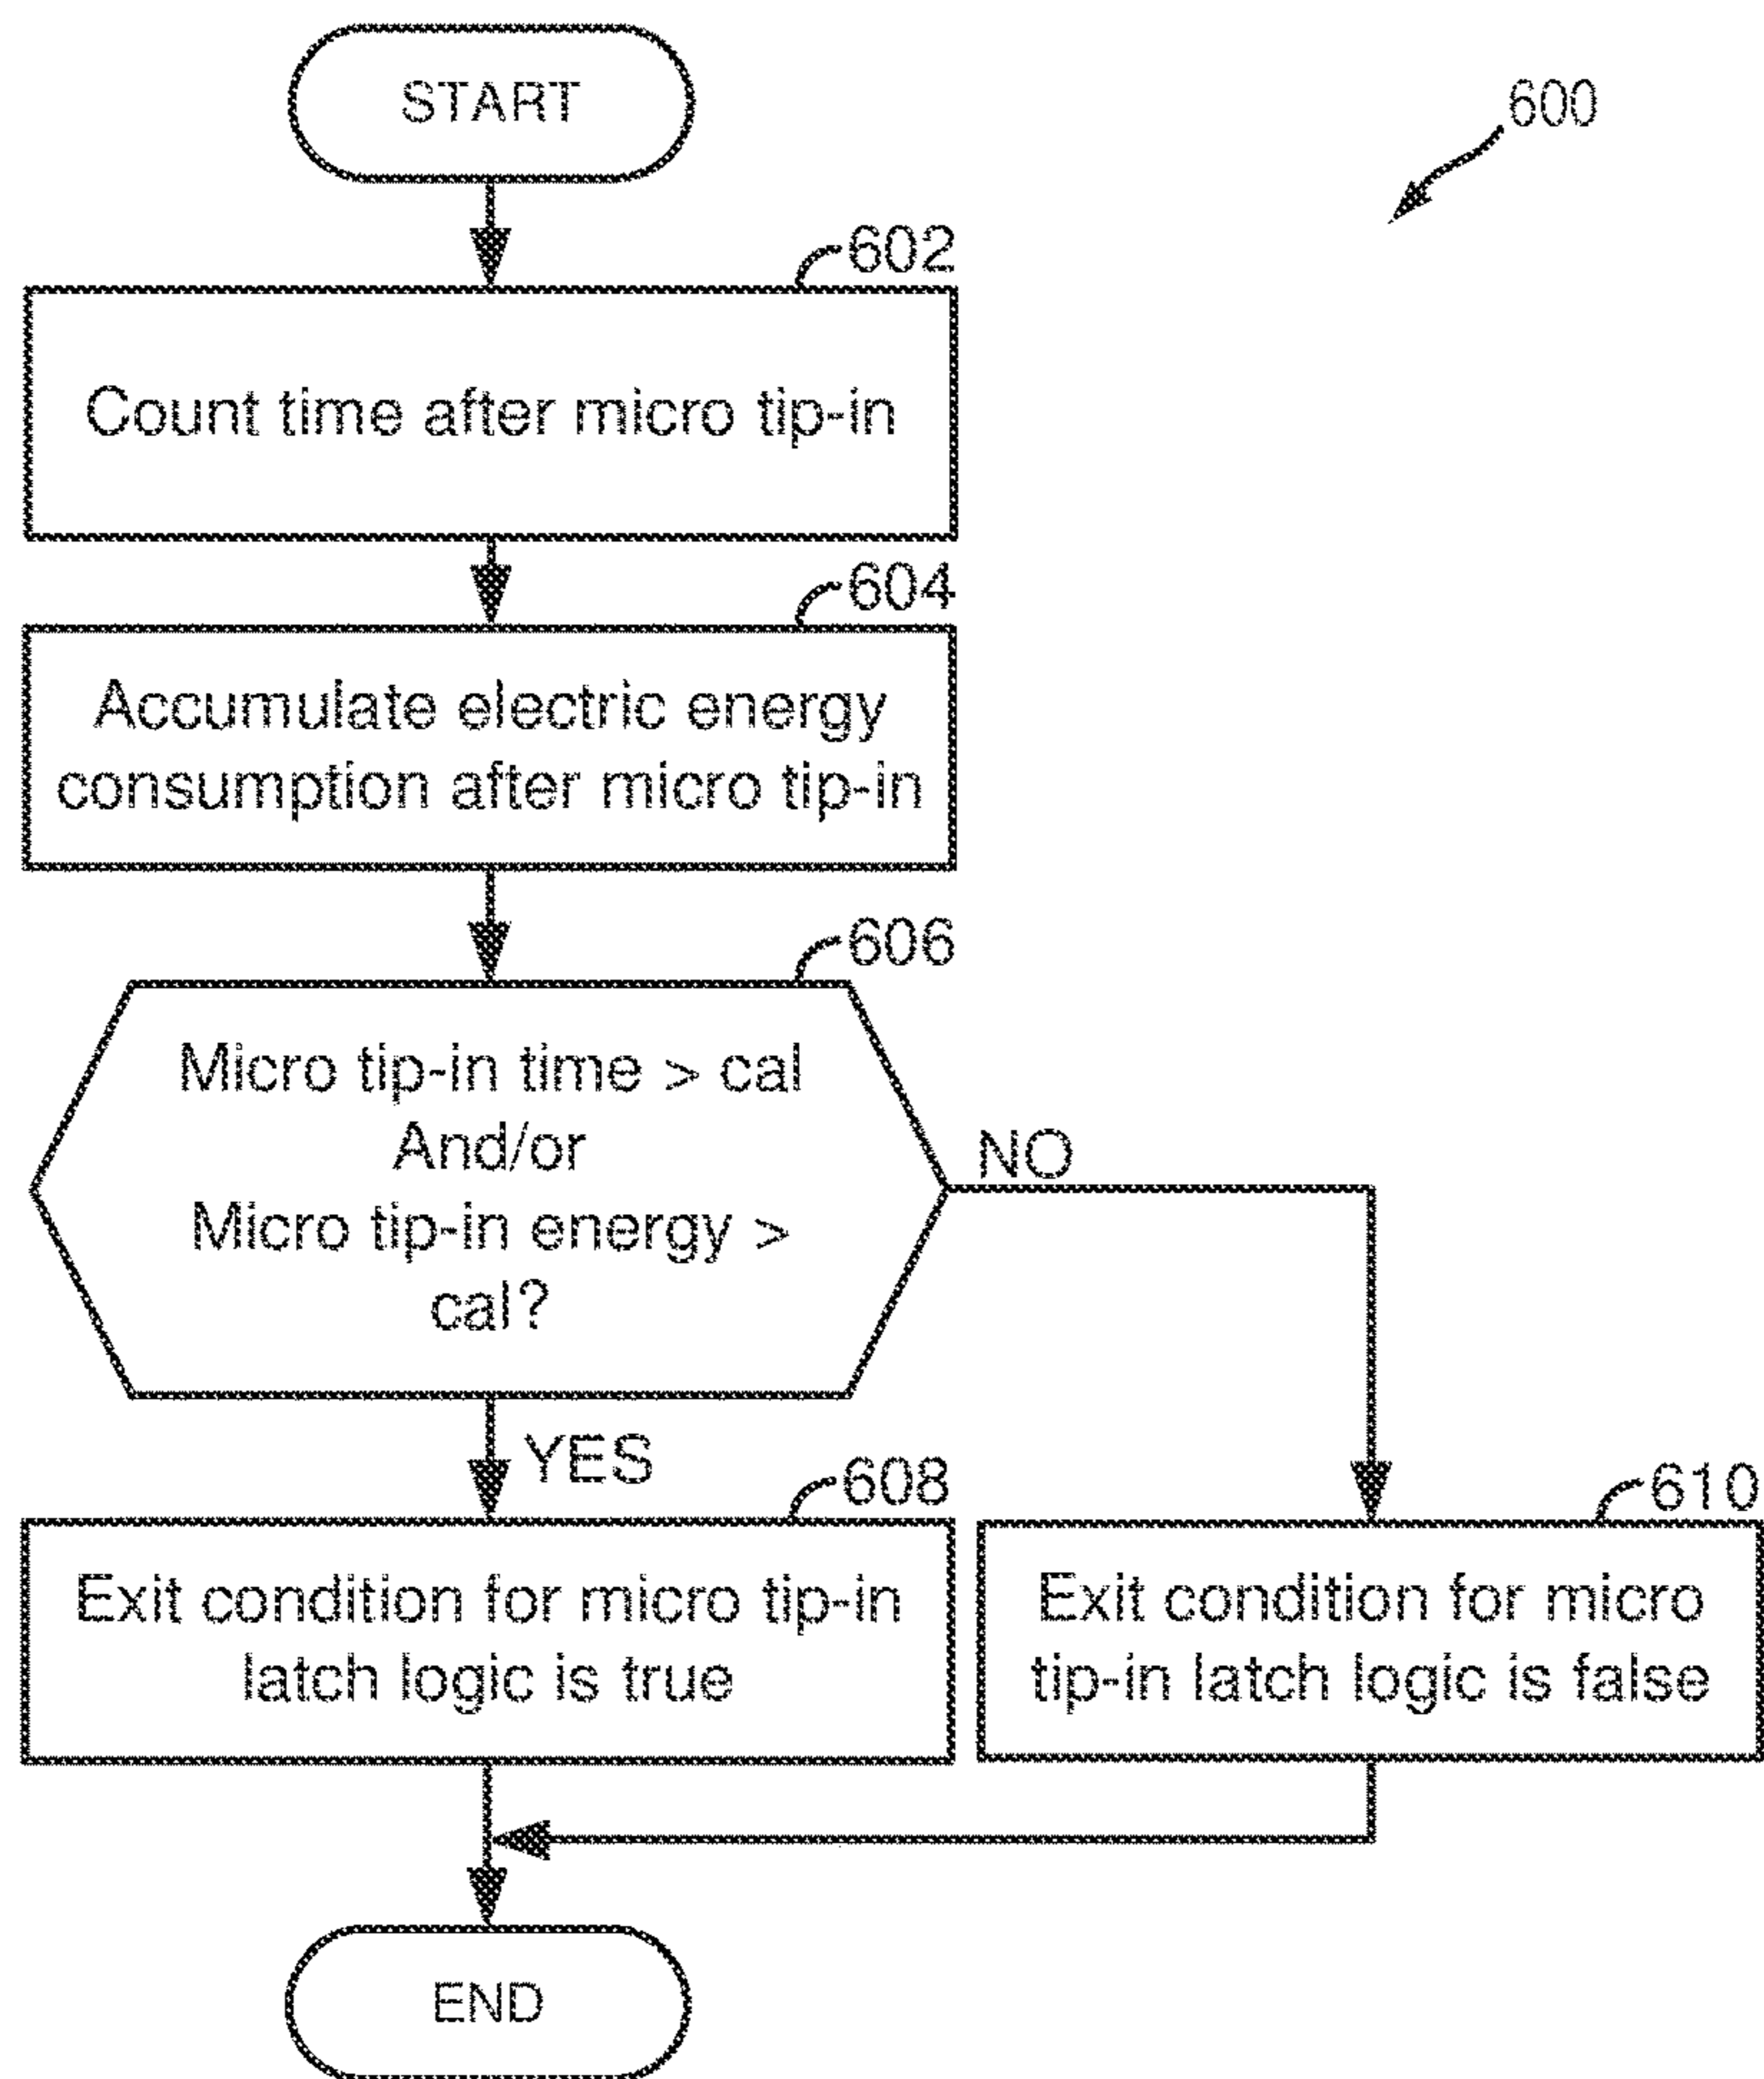 START
600
602
Count time after micro tip-in
604
Accumulate electric energy
consumption after micro tip-in
606
Micro tip-in time > cal
And/or
Micro tip-in energy >
cal?
NO
YES
608
Exit condition for micro tip-in
latch logic is true
610
Exit condition for micro
tip-in latch logic is false
END